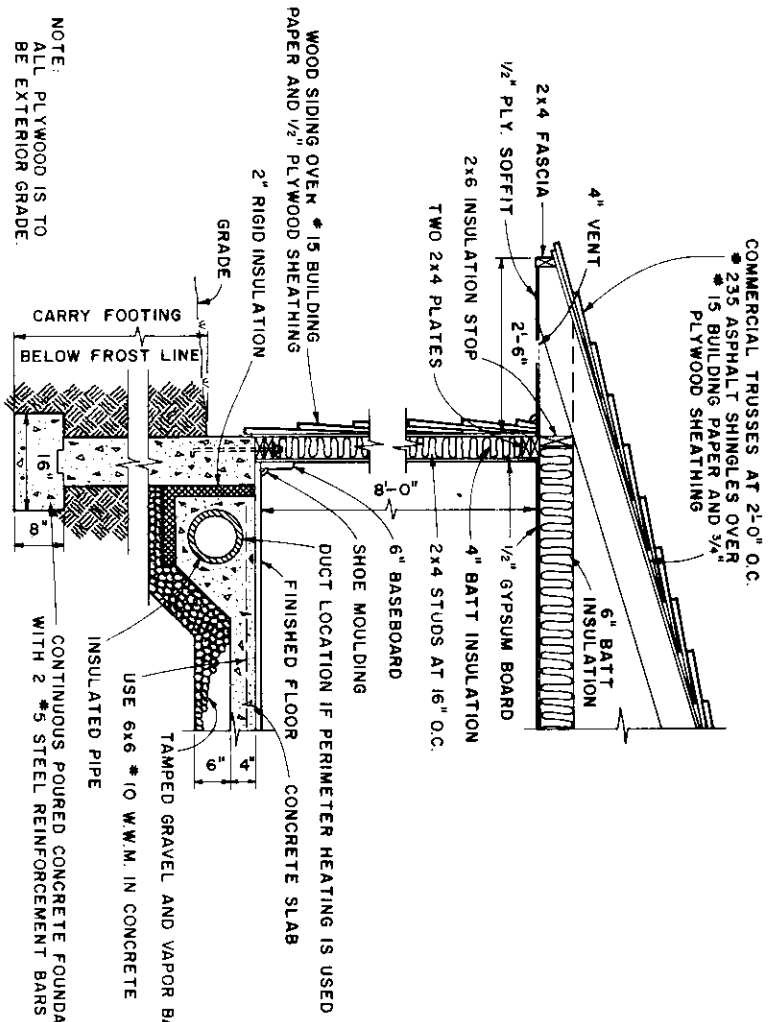 COMMERCIAL TRUSSES AT 2'-0" O.C.
#235 ASPHALT SHINGLES OVER
#15 BUILDING PAPER AND 3/4"
PLYWOOD SHEATHING
4" VENT
2x4 FASCIA
1/2" PLY. SOFFIT
2'-6"
2x6 INSULATION STOP
TWO 2x4 PLATES
6" BATT
INSULATION
1/2" GYPSUM BOARD
4" BATT INSULATION
2x4 STUDS AT 16" O.C.
8'-0"
WOOD SIDING OVER #15 BUILDING
PAPER AND 1/2" PLYWOOD SHEATHING
6" BASEBOARD
SHOE MOULDING
2" RIGID INSULATION
GRADE
DUCT LOCATION IF PERIMETER HEATING IS USED
FINISHED FLOOR
CONCRETE SLAB
4"
6"
CARRY FOOTING
BELOW FROST LINE
TAMPED GRAVEL AND VAPOR
USE 6x6 #10 W.W.M. IN CONCRETE
INSULATED PIPE
16"
8"
CONTINUOUS POURED CONCRETE
WITH 2 #5 STEEL REINFORCEMENT BARS
NOTE:
ALL PLYWOOD IS TO
BE EXTERIOR GRADE.